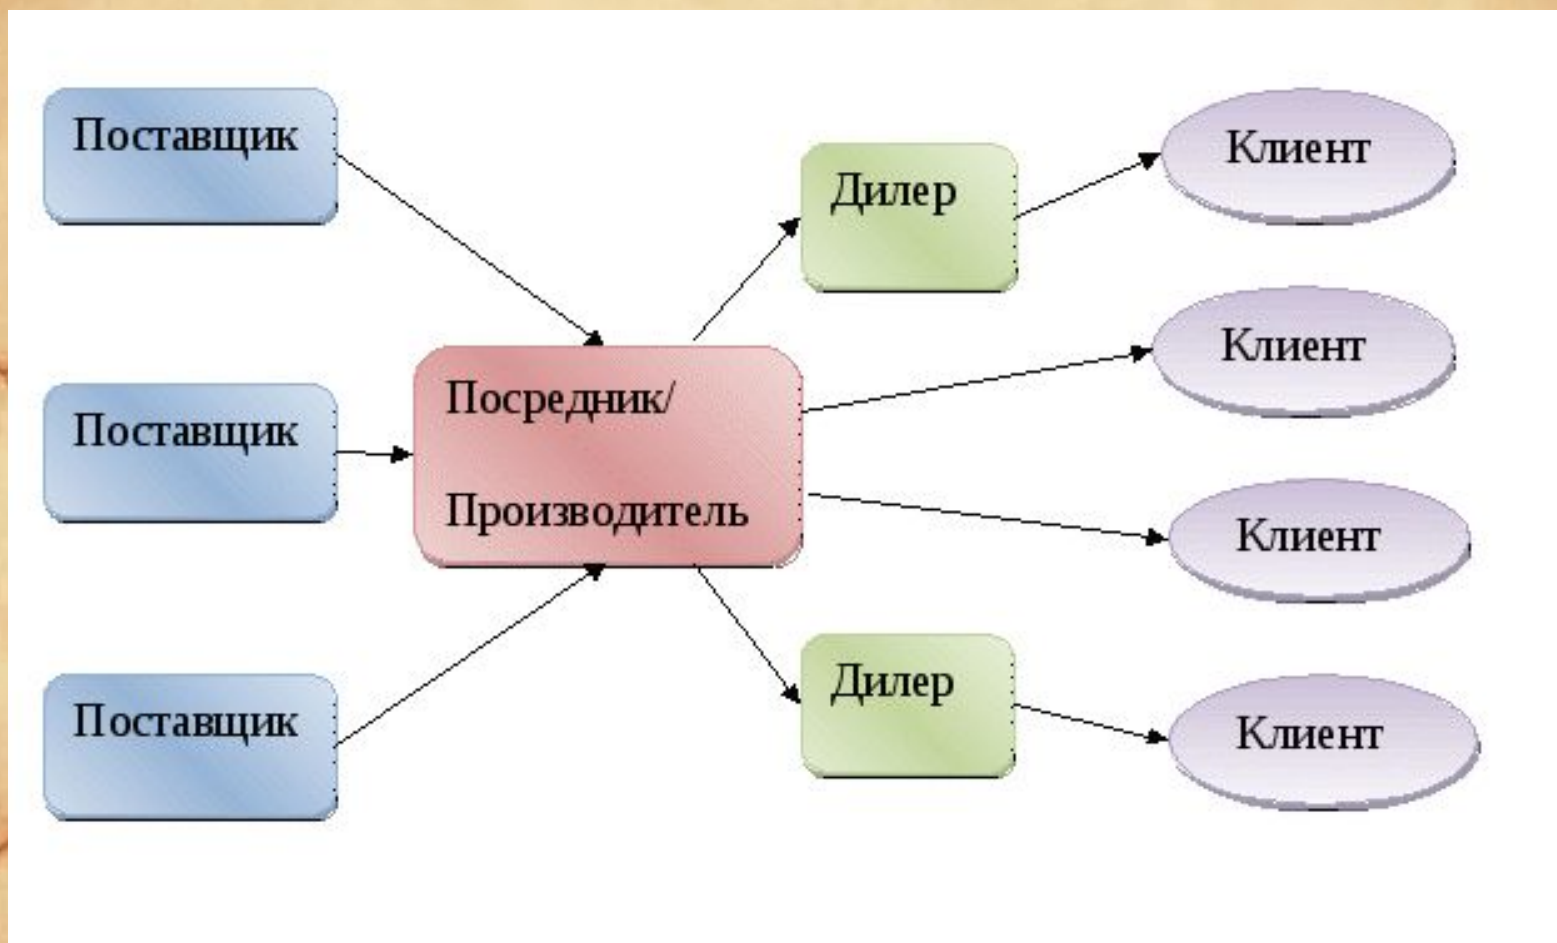 Поставщик
Поставщик
Поставщик
Посредник/
Производитель
Дилер
Дилер
Клиент
Клиент
Клиент
Клиент